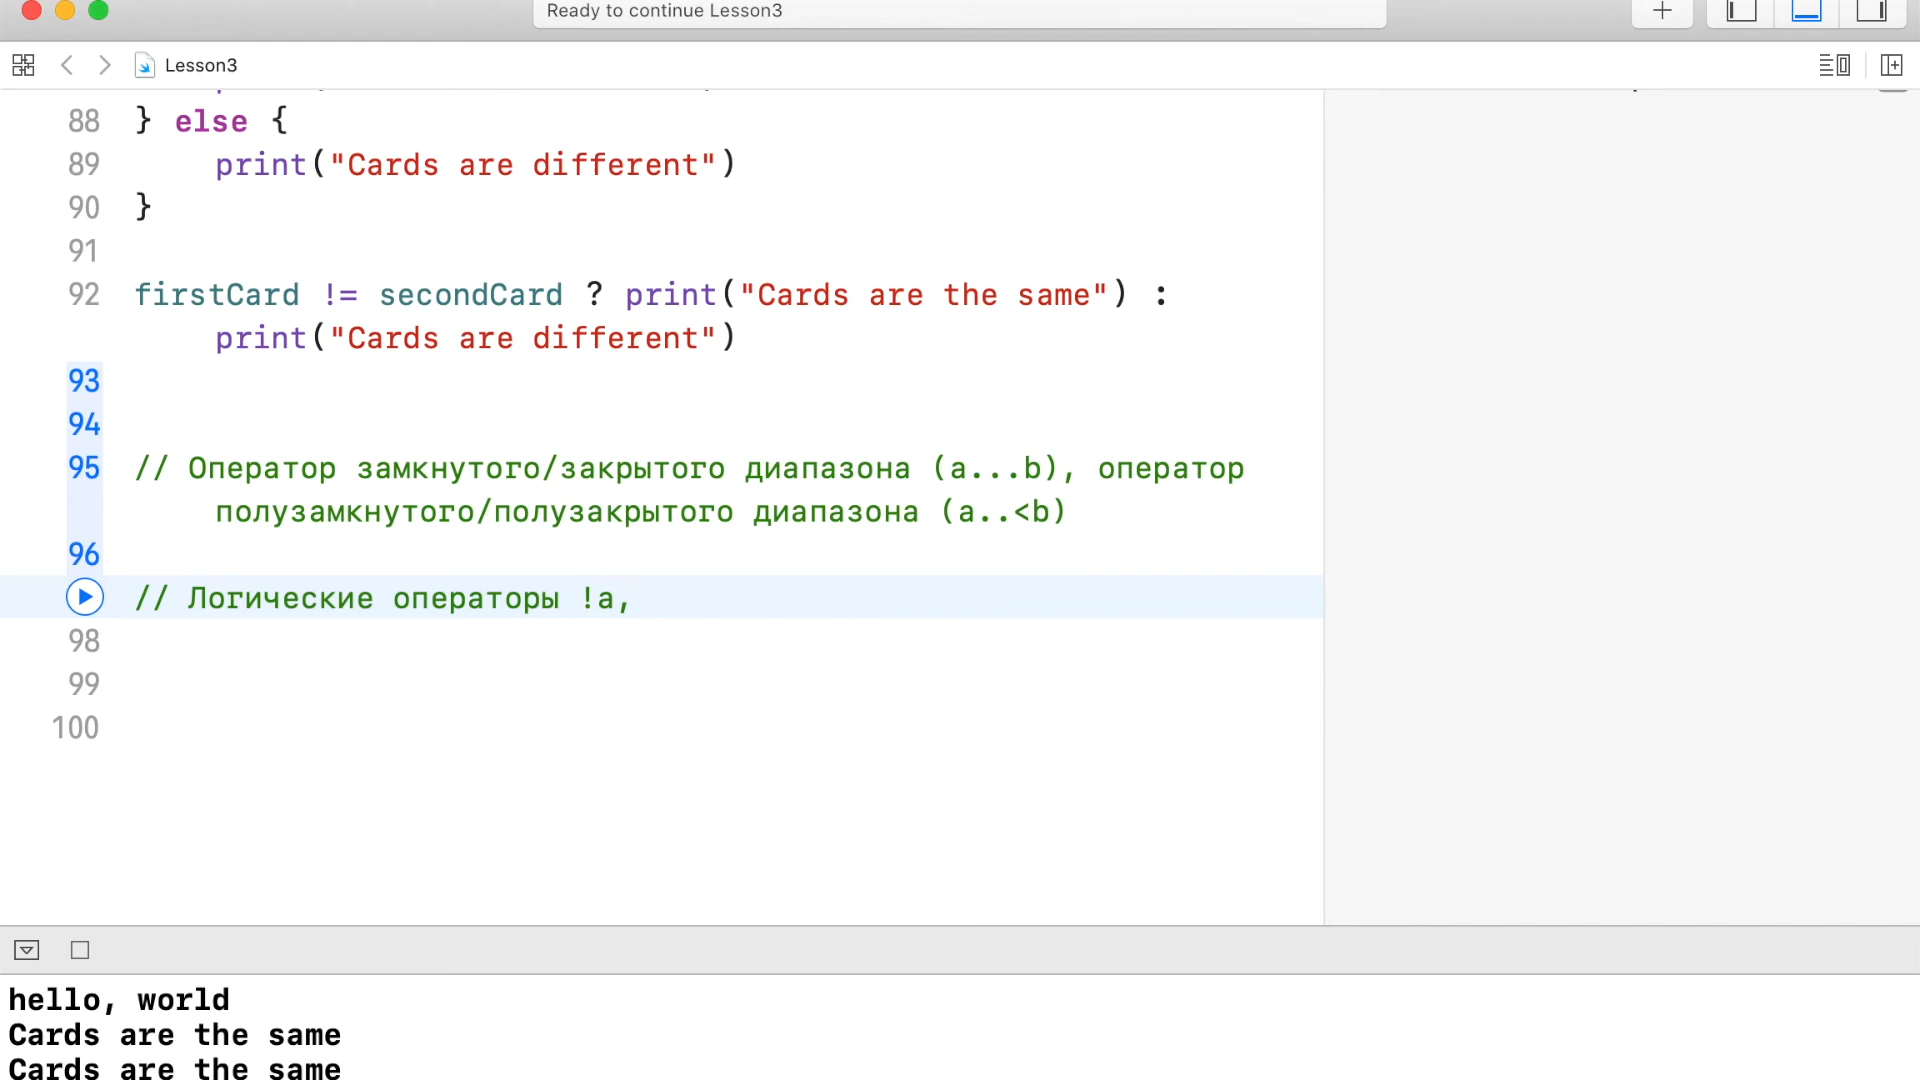 Ready to continue Lesson3
Lesson3
88 } else {
89 print("Cards are different")
90 }
91
92 firstCard != secondCard ? print("Cards are the same") :
print("Cards are different")
93
94
95 // Оператор замкнутого/закрытого диапазона (a...b), оператор
полузамкнутого/полузакрытого диапазона (a..<b)
96
// Логические операторы !a,
98
99
100
hello, world
Cards are the same
Cards are the same